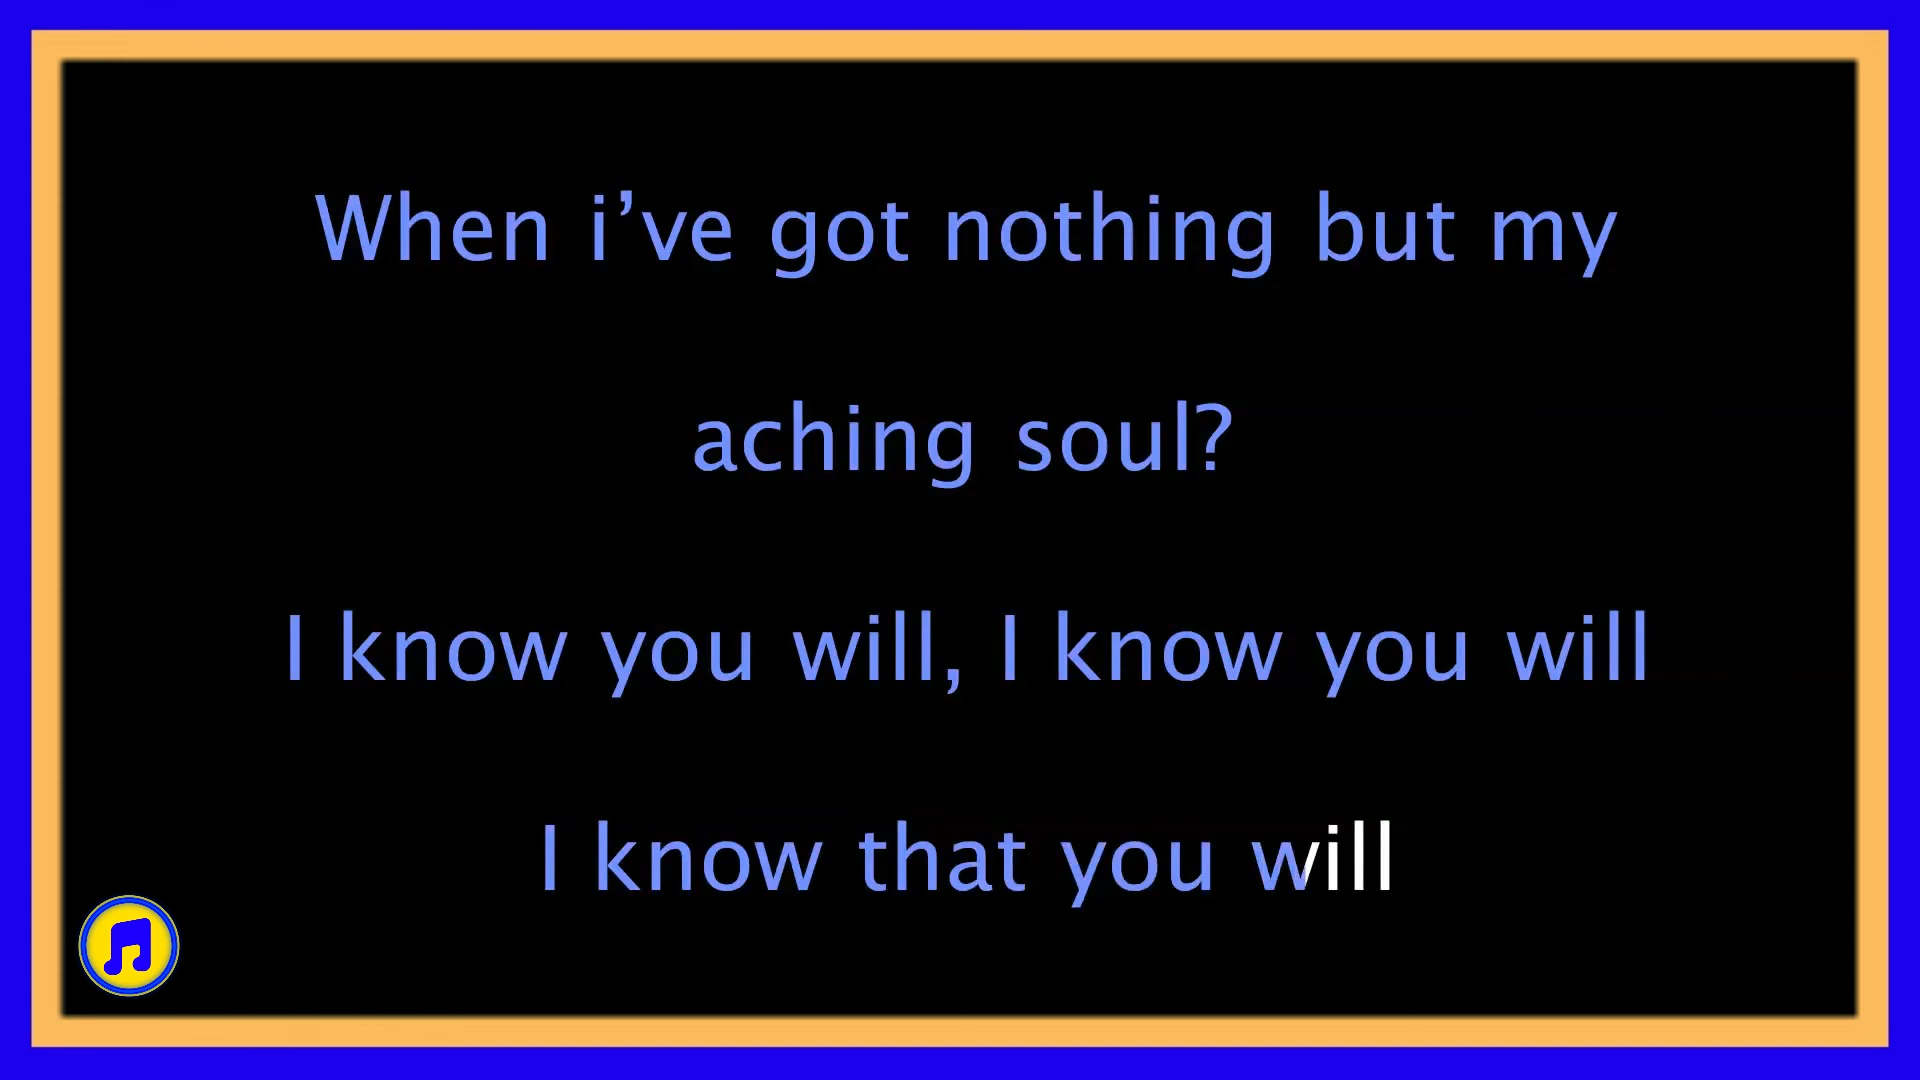 When i’ve got nothing but my
aching soul?
I know you will, I know you will
I know that you will